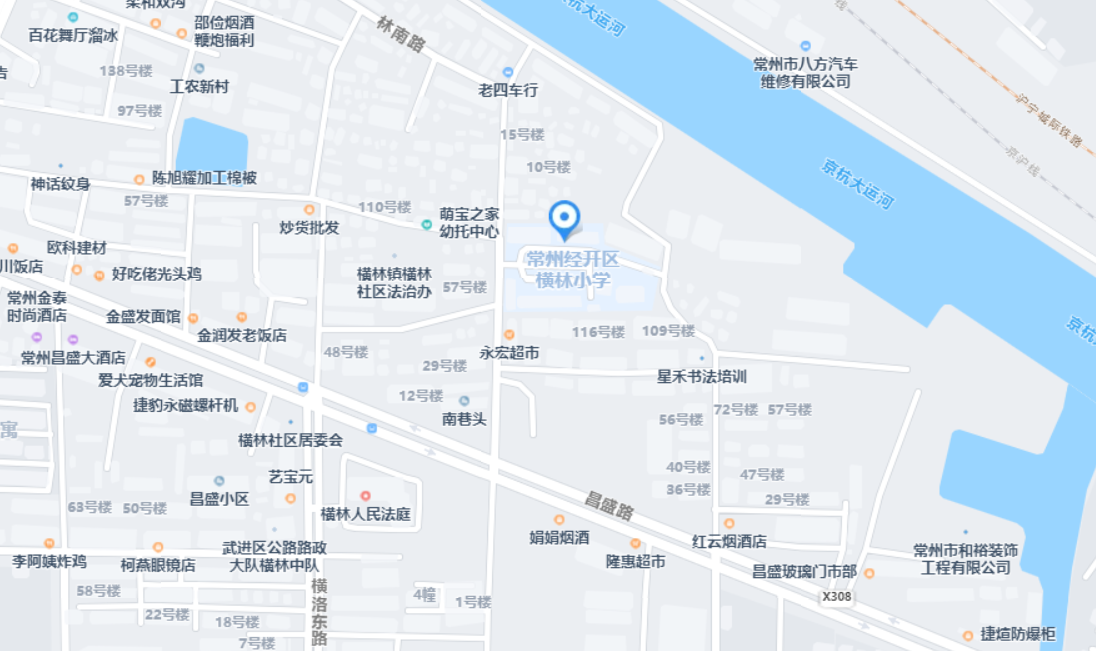 柔和双沟
百花舞厅溜冰
邵俭烟酒
鞭炮福利
林南路
京杭大运河
138号楼
工农新村
97号楼
老四车行
常州市八方汽车
维修有限公司
沪宁城际铁路
京沪线
线
告
15号楼
10号楼
京杭大运河
神话纹身
陈旭耀加工棉被
57号楼
110号楼
炒货批发
萌宝之家
幼托中心
欧科建材
川饭店
好吃佬光头鸡
横林镇横林
社区法治办
57号楼
常州经开区
横林小学
常州金泰
时尚酒店
金盛发面馆
金润发老饭店
116号楼
109号楼
京杭
常州昌盛大酒店
48号楼
永宏超市
29号楼
爱犬宠物生活馆
星禾书法培训
捷豹永磁螺杆机
12号楼
南巷头
56号楼
72号楼
57号楼
寓
横林社区居委会
艺宝元
40号楼
47号楼
36号楼
29号楼
昌盛小区
63号楼
50号楼
横林人民法庭
昌盛路
娟娟烟酒
红云烟酒店
李阿姨炸鸡
柯燕眼镜店
武进区公路路政
大队横林中队
隆惠超市
昌盛玻璃门市部
常州市和裕装饰
工程有限公司
58号楼
横洛东路
4幢
1号楼
X308
22号楼
18号楼
7号楼
捷煊防爆柜